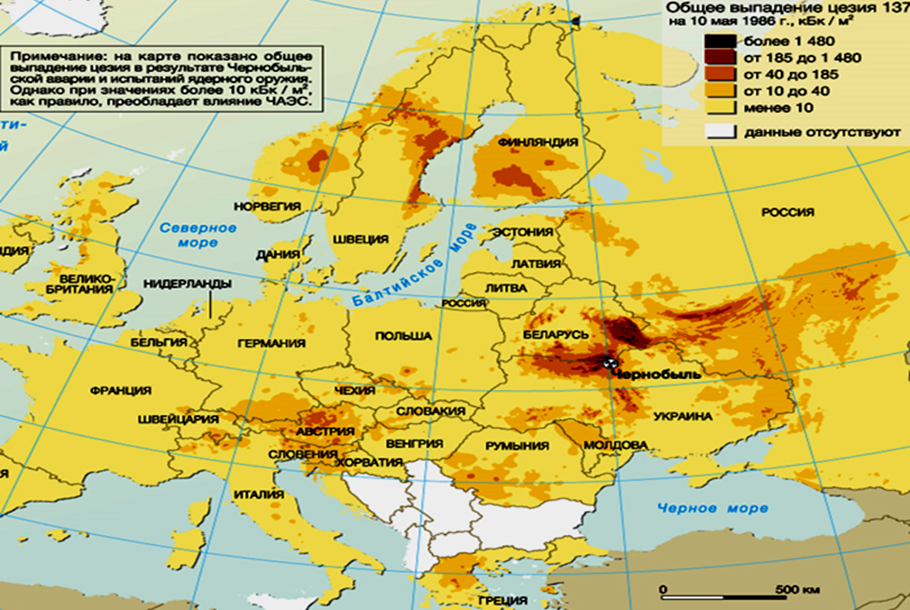 Общее выпадение цезия 137
на 10 мая 1986 г., кБк / м²
более 1 480
от 185 до 1 480
от 40 до 185
от 10 до 40
менее 10
данные отсутствуют
Примечание: на карте показано общее
выпадение цезия в результате Чернобыль-
ской аварии и испытаний ядерного оружия.
Однако при значениях более 10 кБк / м²,
как правило, преобладает влияние ЧАЭС.
ФИНЛЯНДИЯ
НОРВЕГИЯ
РОССИЯ
Северное
море
ШВЕЦИЯ
ЭСТОНИЯ
ДАНИЯ
Балтийское море
ЛАТВИЯ
ВЕЛИКО-
БРИТАНИЯ
НИДЕРЛАНДЫ
ЛИТВА
РОССИЯ
БЕЛЬГИЯ
ГЕРМАНИЯ
ПОЛЬША
БЕЛАРУСЬ
Чернобыль
ФРАНЦИЯ
ЧЕХИЯ
СЛОВАКИЯ
УКРАИНА
ШВЕЙЦАРИЯ
АВСТРИЯ
ВЕНГРИЯ
РУМЫНИЯ
МОЛДОВА
СЛОВЕНИЯ
ХОРВАТИЯ
ИТАЛИЯ
Черное море
ГРЕЦИЯ
0 500 км